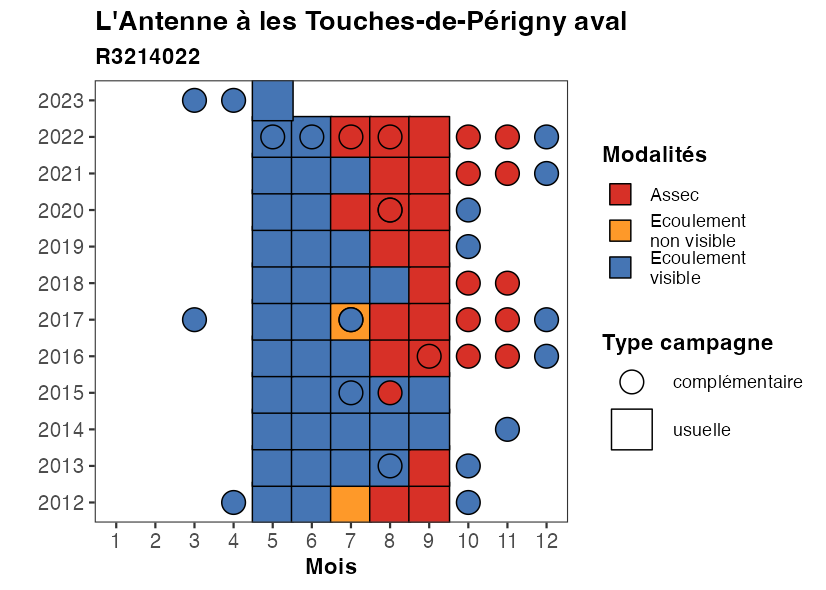 L'Antenne à les Touches-de-Périgny aval
R3214022
2023
2022
2021
2020
2019
2018
2017
2016
2015
2014
2013
2012
1 2 3 4 5 6 7 8 9 10 11 12
Mois
Modalités
Assec
Ecoulement
non visible
Ecoulement
visible
Type campagne
complémentaire
usuelle